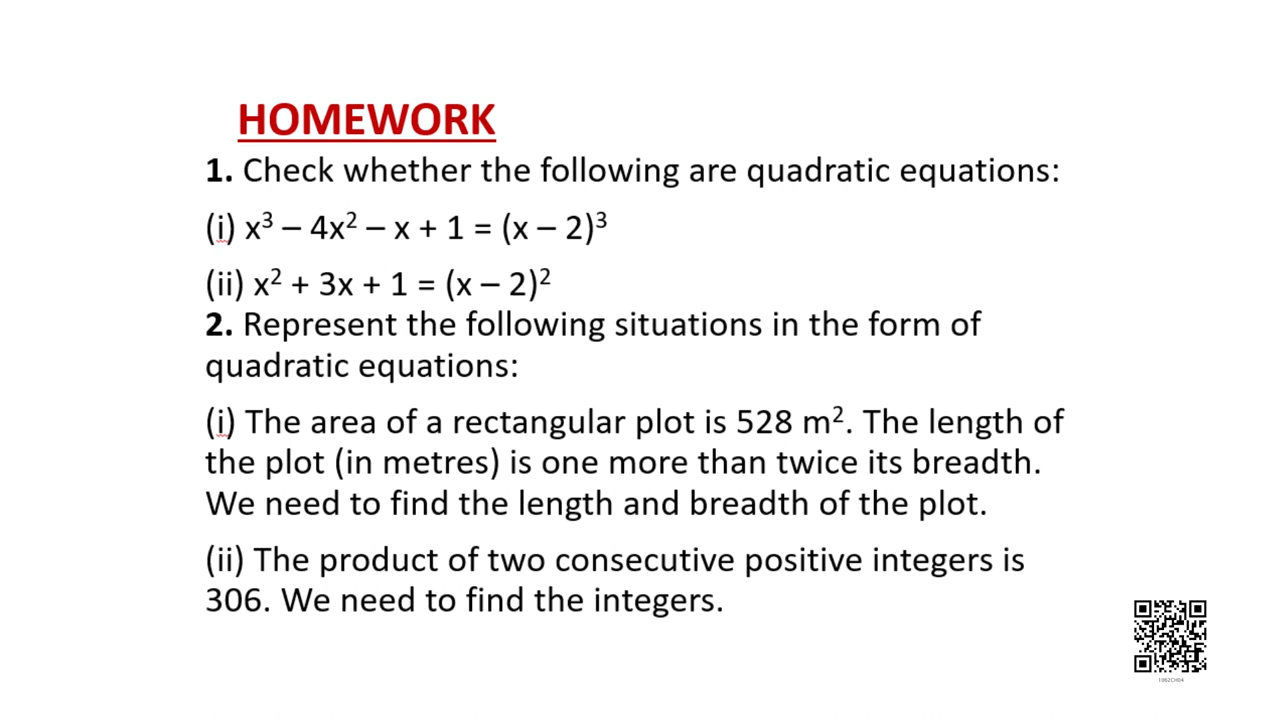 HOMEWORK
1. Check whether the following are quadratic equations:
(i) x³ – 4x² – x + 1 = (x – 2)³
(ii) x² + 3x + 1 = (x – 2)²
2. Represent the following situations in the form of
quadratic equations:
(i) The area of a rectangular plot is 528 m². The length of
the plot (in metres) is one more than twice its breadth.
We need to find the length and breadth of the plot.
(ii) The product of two consecutive positive integers is
306. We need to find the integers.
1062CH04